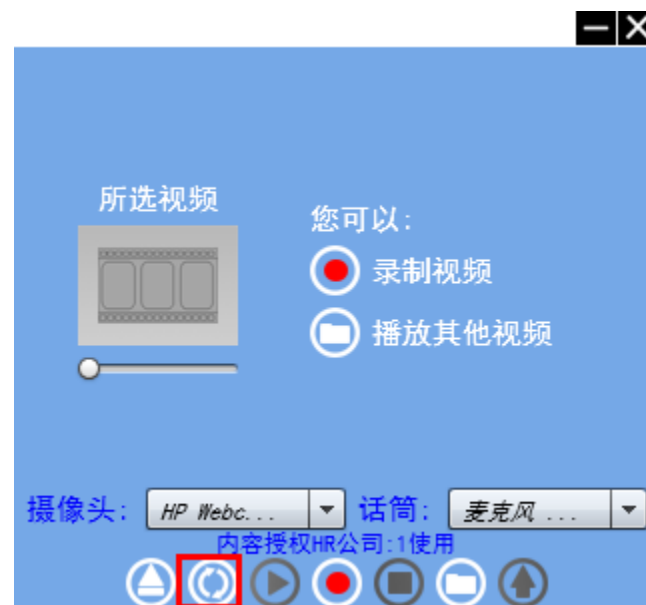 所选视频
您可以:
录制视频
播放其他视频
摄像头: HP Webc... 话筒: 麦克风 ...
内容授权HR公司:1使用